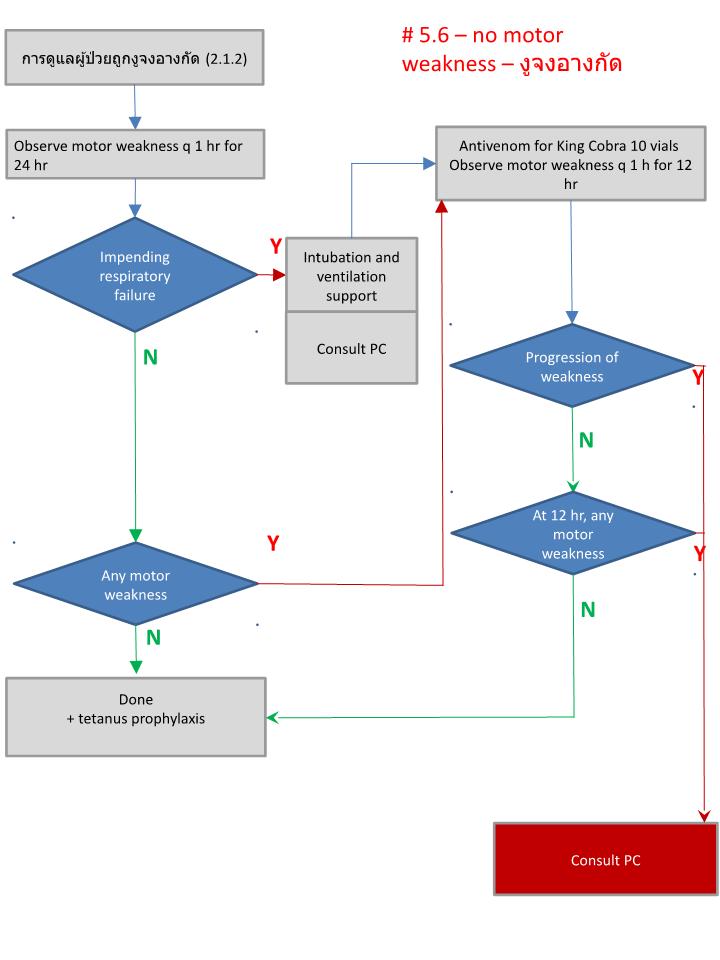 # 5.6 – no motor
weakness – งูจงอางกัด
การดูแลผู้ป่วยถูกงูจงอางกัด (2.1.2)
Observe motor weakness q 1 hr for
24 hr
Impending
respiratory
failure
Y
N
Intubation and
ventilation
support
Consult PC
Antivenom for King Cobra 10 vials
Observe motor weakness q 1 h for 12
hr
Progression of
weakness
Y
N
At 12 hr, any
motor
weakness
Y
N
Any motor
weakness
Y
N
Done
+ tetanus prophylaxis
Consult PC